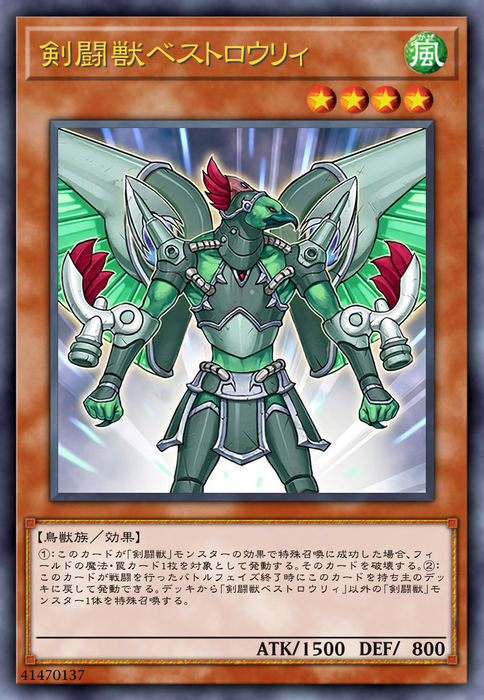 剣闘獣ベストロウリィ
かぜ
風
【鳥獣族／効果】
①:このカードが「剣闘獣」モンスターの効果で特殊召喚に成功した場合、フィ
ールドの魔法・罠カード1枚を対象として発動する。そのカードを破壊する。②:
このカードが戦闘を行ったバトルフェイズ終了時にこのカードを持ち主のデッ
キに戻して発動できる。デッキから「剣闘獣ベストロウリィ」以外の「剣闘獣」モ
ンスター1体を特殊召喚する。
ATK/1500 DEF/ 800
41470137